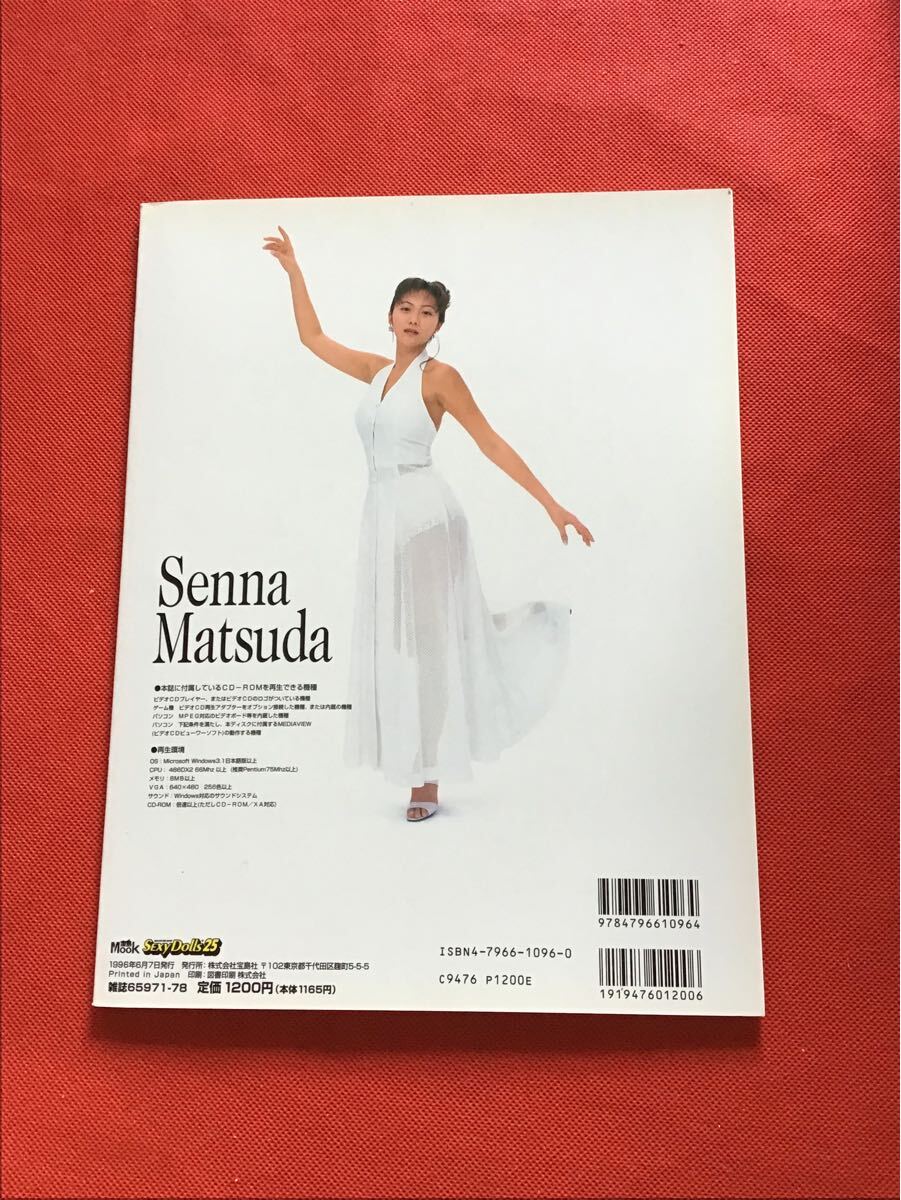 Senna
Matsuda
●本誌に付属しているCD-ROMを再生できる機種
ビデオCDプレイヤー、またはビデオCDのロゴがついている機種
ゲーム機 ビデオCD再生アダプターをオプション接続した機種、または内蔵の機種
パソコン MPEG対応のビデオボード等を内蔵した機種
パソコン 下記条件を満たし、本ディスクに付属するMEDIAVIEW
(ビデオCDビューワーソフト)の動作する機種
●再生環境
OS:Microsoft Windows3.1日本語版以上
CPU:486DX2 66Mhz 以上 (推奨Pentium75Mhz以上)
メモリ:8MB以上
VGA:640×480 256色以上
サウンド:Windows対応のサウンドシステム
CD-ROM:倍速以上(ただしCD-ROM/XA対応)
9784796610964
宝島
Mook
Sexy Dolls 25
ISBN4-7966-1096-0
1996年6月7日発行 発行所:株式会社宝島社 〒102東京都千代田区麹町5-5-5
Printed in Japan 印刷:図書印刷 株式会社
C9476 P1200E
雑誌65971-78 定価 1200円(本体1165円)
1919476012006